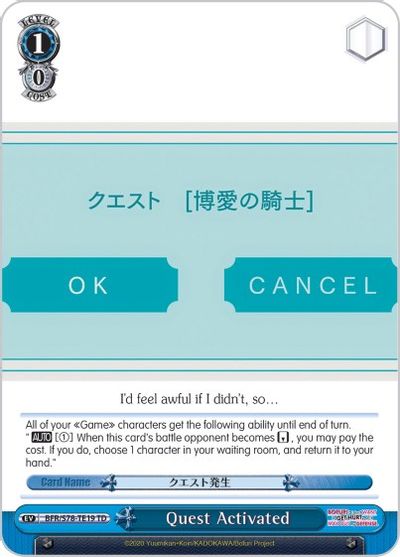 LEVEL
1
0
COST
クエスト [博愛の騎士]
OK
CANCEL
I'd feel awful if I didn't, so…
All of your «Game» characters get the following ability until end of turn.
"【AUTO】 [①] When this card's battle opponent becomes [▼], you may pay the
cost. If you do, choose 1 character in your waiting room, and return it to
your hand."
Card Name クエスト発生
EV BFR/S78-TE19 TD Quest Activated
©2020 Yuumikan•Koin/KADOKAWA/Bofuri Project